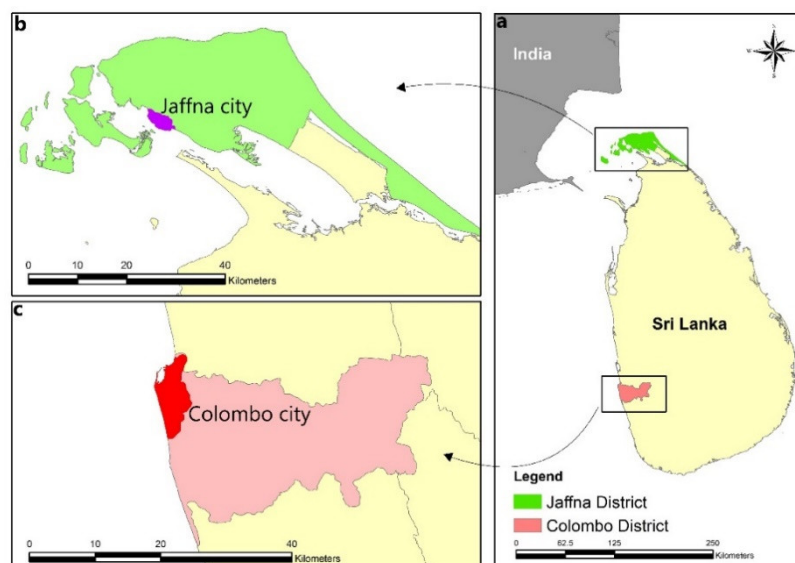 b
Jaffna city
0 10 20 40
Kilometers
c
Colombo city
0 10 20 40
Kilometers
a
India
N
Sri Lanka
Legend
Jaffna District
Colombo District
0 62.5 125 250
Kilometers